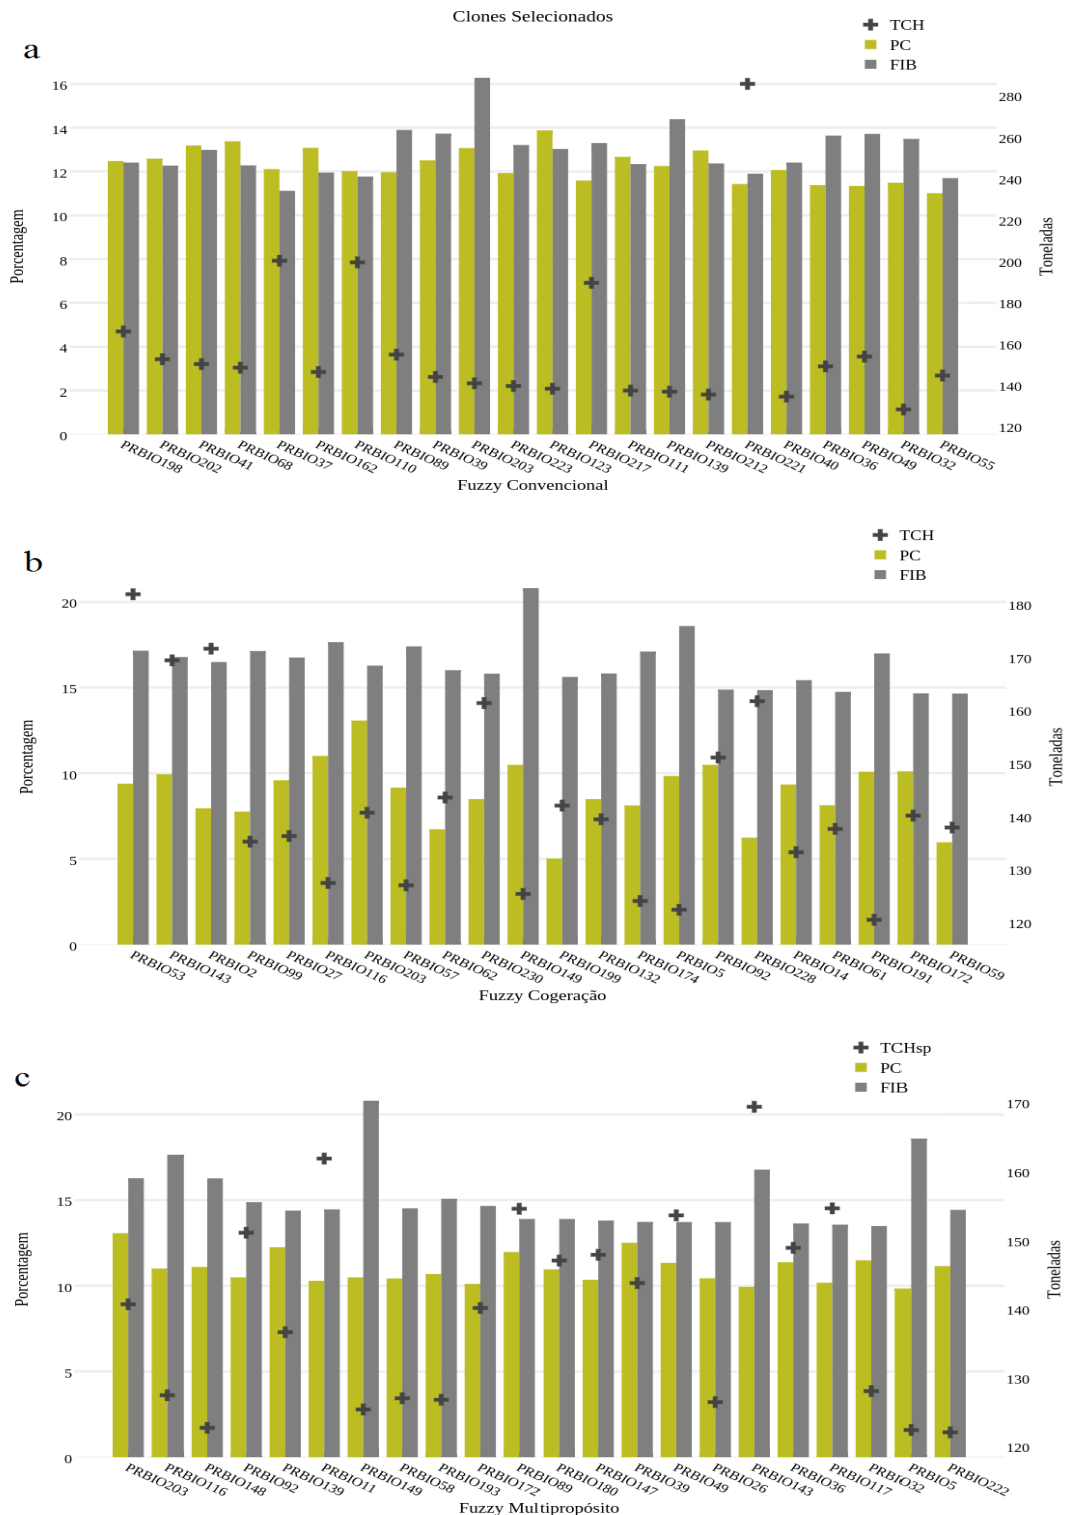 Clones Selecionados
a
TCH
PC
FIB
16
14
12
10
8
6
4
2
0
Porcentagem
280
260
240
220
200
180
160
140
120
Toneladas
PRBIO198 PRBIO202 PRBIO41 PRBIO68 PRBIO37 PRBIO162 PRBIO110 PRBIO89 PRBIO39 PRBIO203 PRBIO223 PRBIO123 PRBIO217 PRBIO111 PRBIO139 PRBIO212 PRBIO221 PRBIO40 PRBIO36 PRBIO49 PRBIO32 PRBIO55
Fuzzy Convencional
b
TCH
PC
FIB
20
15
10
5
0
Porcentagem
180
170
160
150
140
130
120
Toneladas
PRBIO53 PRBIO143 PRBIO2 PRBIO99 PRBIO27 PRBIO116 PRBIO203 PRBIO57 PRBIO62 PRBIO230 PRBIO149 PRBIO199 PRBIO132 PRBIO174 PRBIO5 PRBIO92 PRBIO228 PRBIO14 PRBIO61 PRBIO191 PRBIO172 PRBIO59
Fuzzy Cogeração
c
TCHsp
PC
FIB
20
15
10
5
0
Porcentagem
170
160
150
140
130
120
Toneladas
PRBIO203 PRBIO116 PRBIO148 PRBIO92 PRBIO139 PRBIO11 PRBIO149 PRBIO58 PRBIO193 PRBIO172 PRBIO89 PRBIO180 PRBIO147 PRBIO39 PRBIO49 PRBIO26 PRBIO143 PRBIO36 PRBIO117 PRBIO32 PRBIO5 PRBIO222
Fuzzy Multipropósito